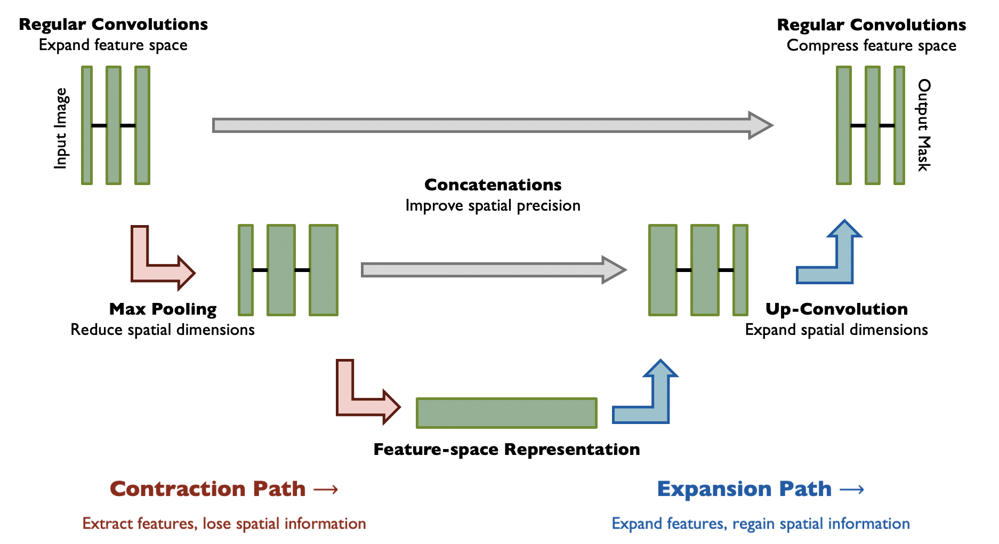 Regular Convolutions
Expand feature space
Input Image
Regular Convolutions
Compress feature space
Output Mask
Concatenations
Improve spatial precision
Max Pooling
Reduce spatial dimensions
Up-Convolution
Expand spatial dimensions
Feature-space Representation
Contraction Path →
Extract features, lose spatial information
Expansion Path →
Expand features, regain spatial information